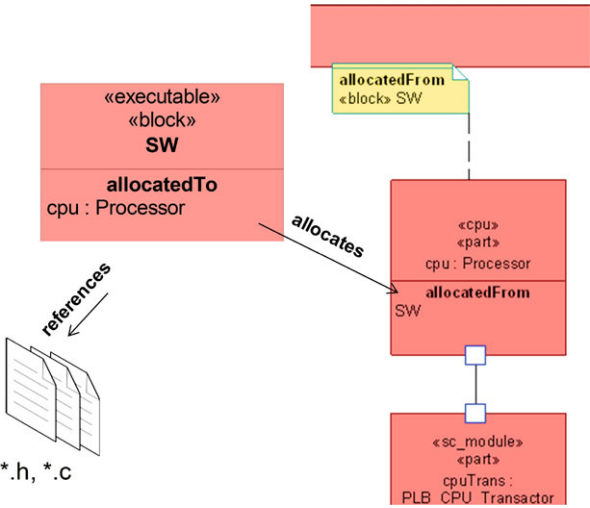 allocatedFrom
«block» SW
«executable»
«block»
SW
allocatedTo
cpu : Processor
allocates
references
*.h, *.c
«cpu»
«part»
cpu : Processor
allocatedFrom
SW
«sc_module»
«part»
cpuTrans :
PLB_CPU_Transactor